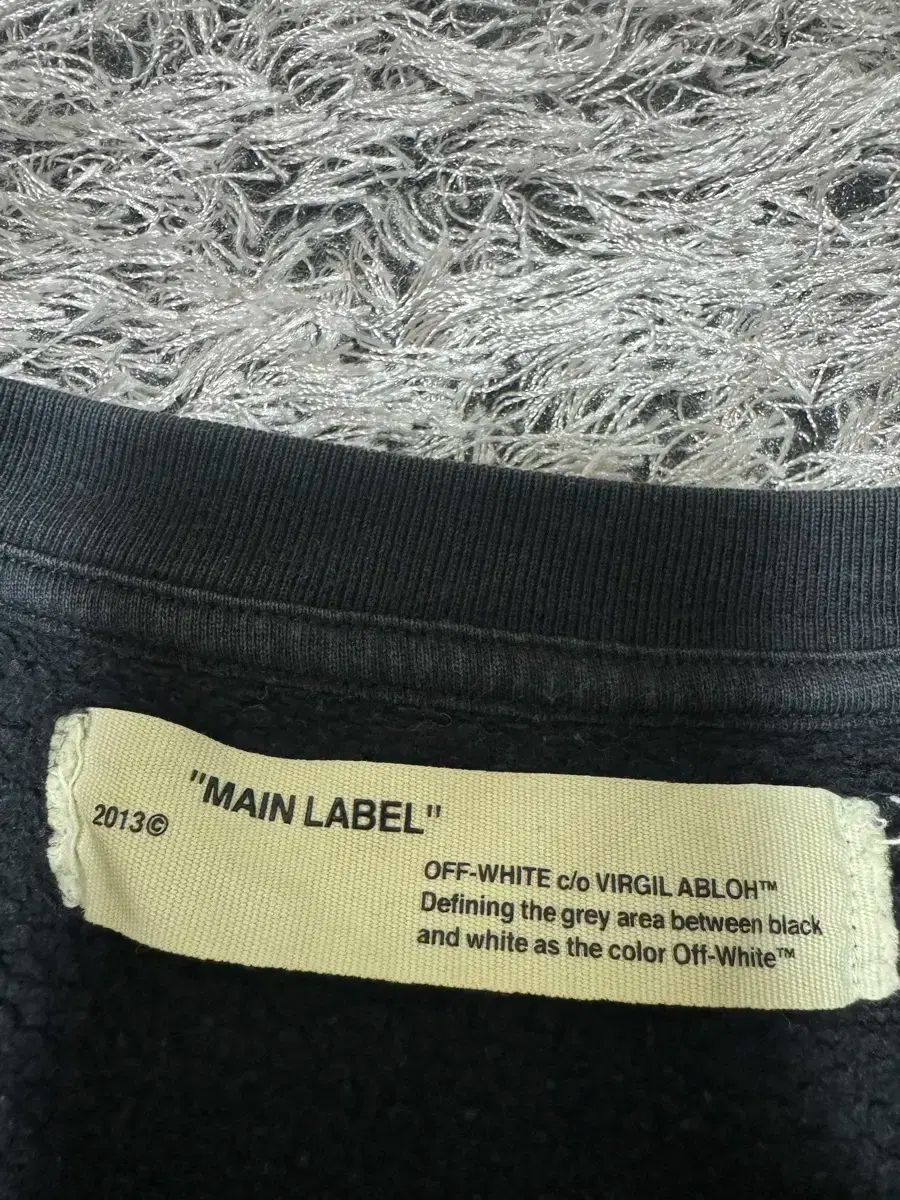 "MAIN LABEL"
2013©
OFF-WHITE c/o VIRGIL ABLOH™
Defining the grey area between black
and white as the color Off-White™